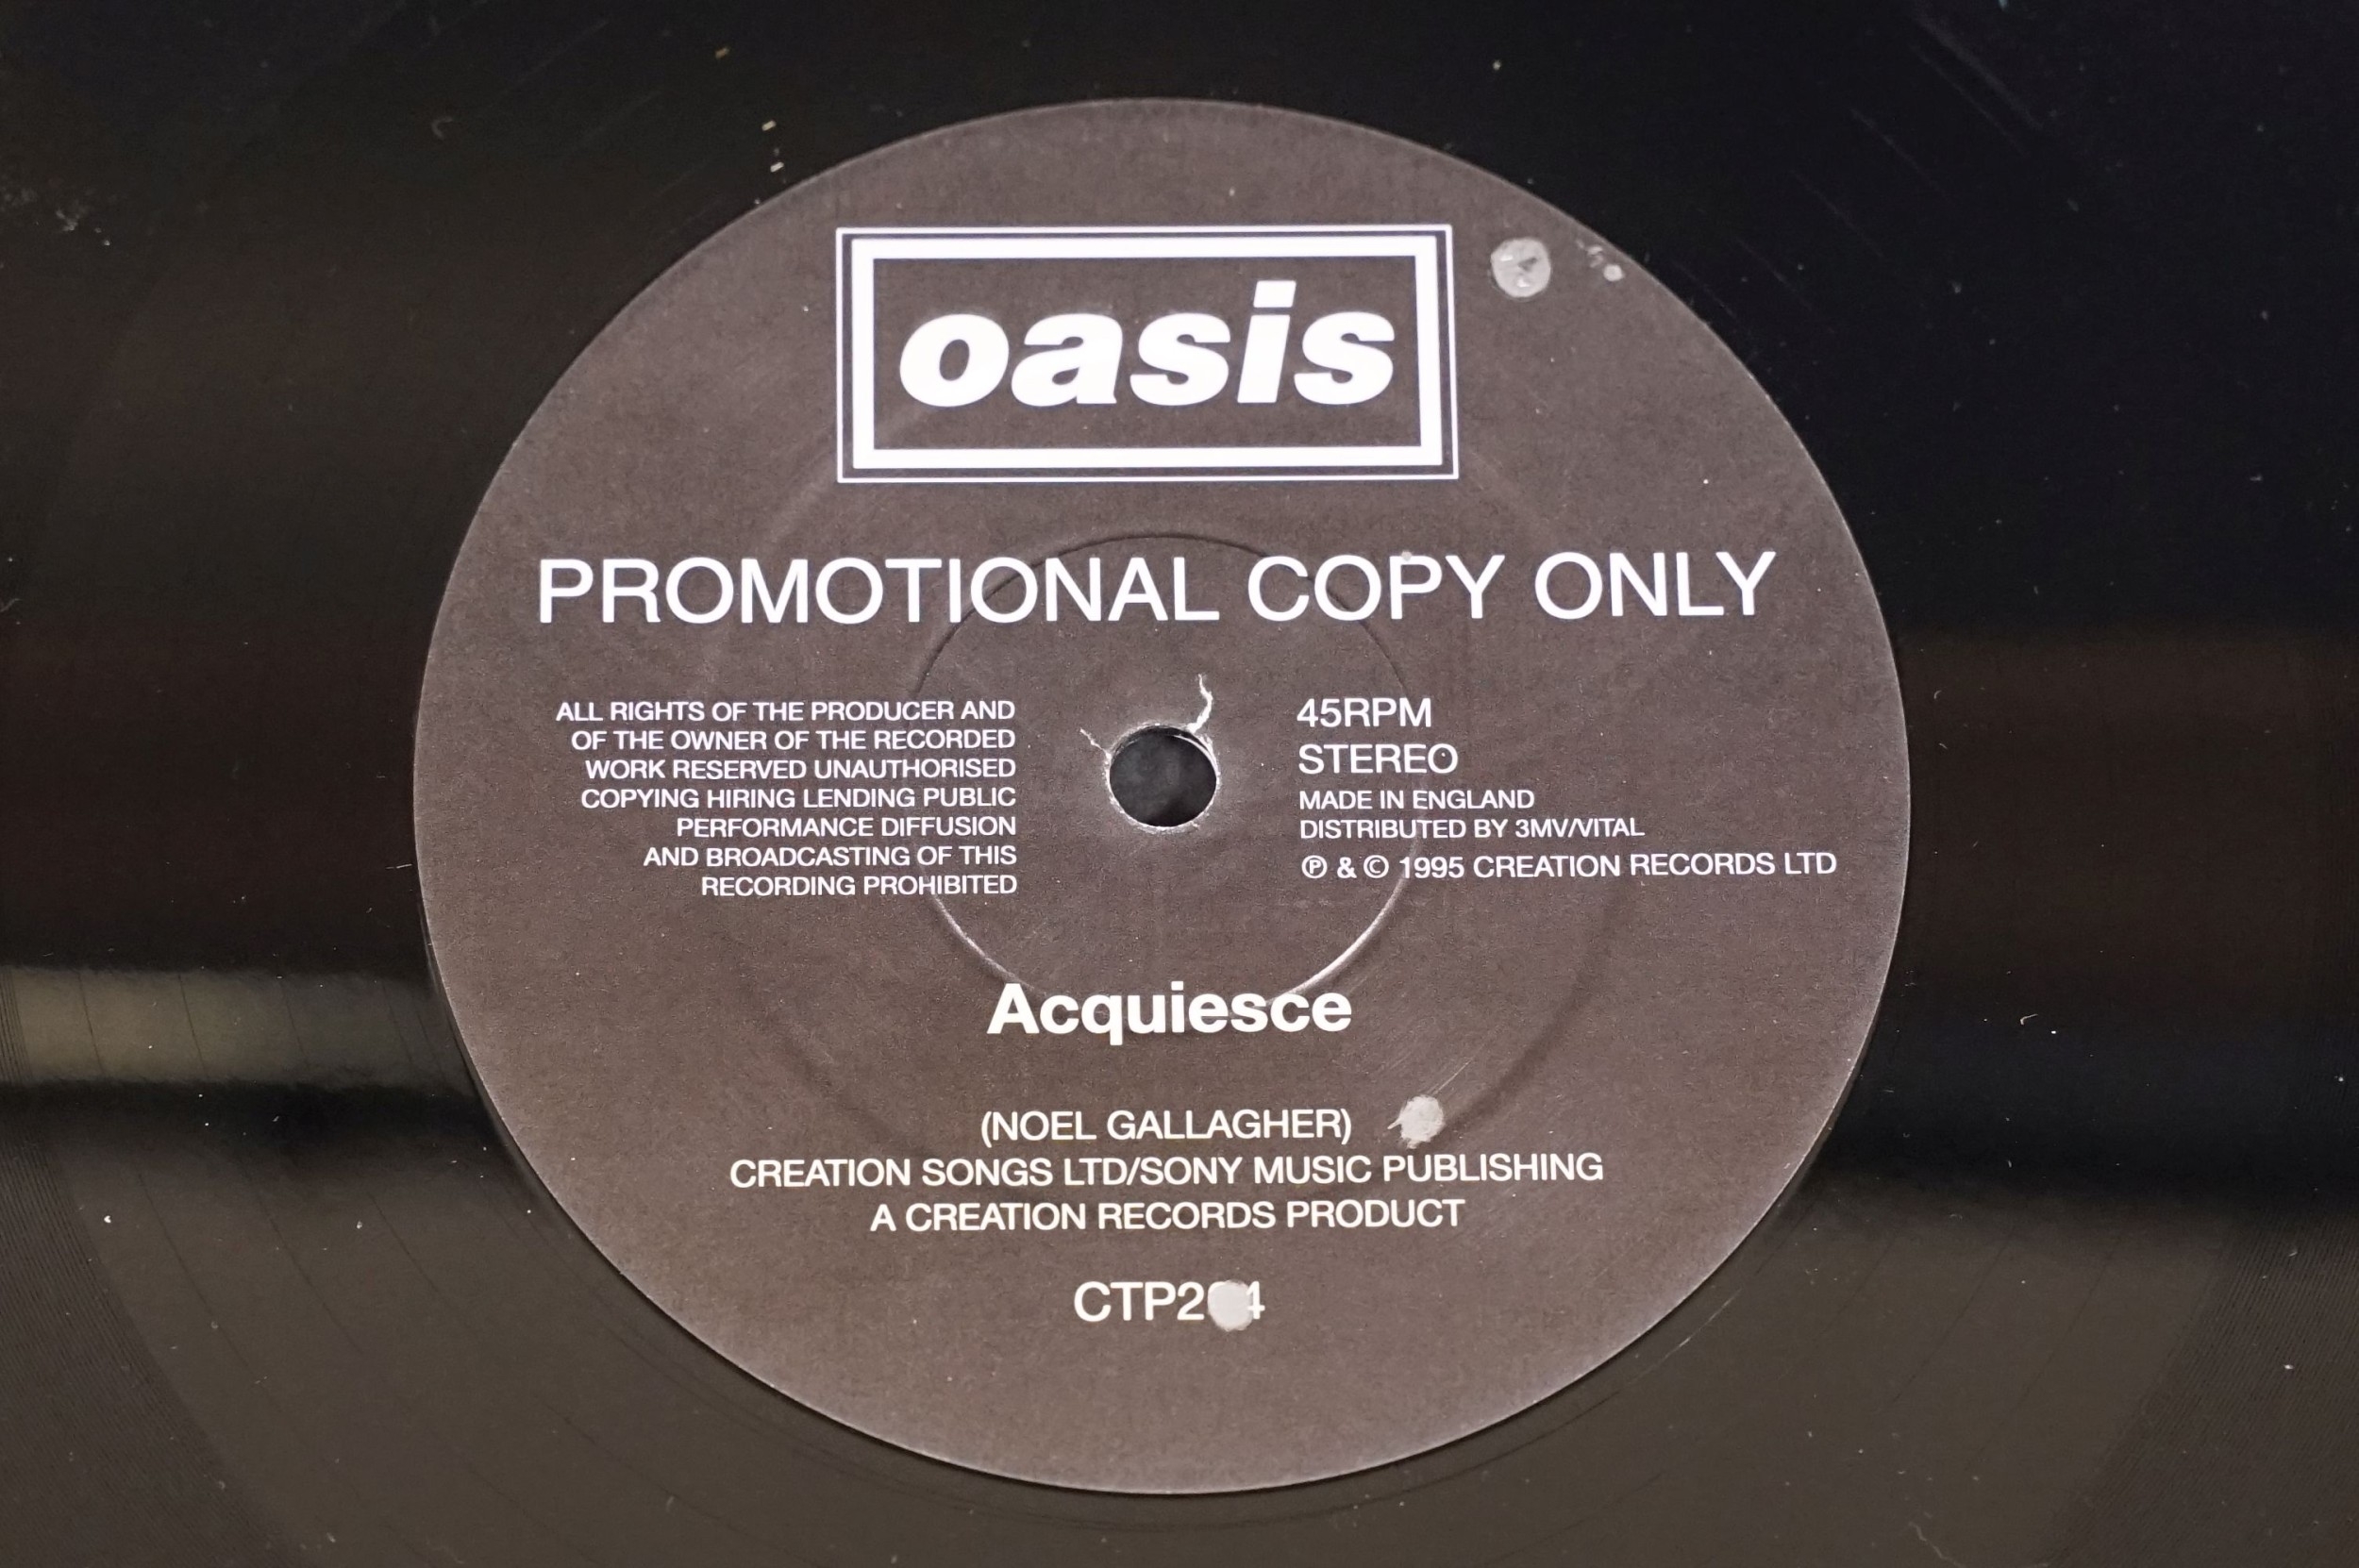 oasis
PROMOTIONAL COPY ONLY
ALL RIGHTS OF THE PRODUCER AND
OF THE OWNER OF THE RECORDED
WORK RESERVED UNAUTHORISED
COPYING HIRING LENDING PUBLIC
PERFORMANCE DIFFUSION
AND BROADCASTING OF THIS
RECORDING PROHIBITED
45RPM
STEREO
MADE IN ENGLAND
DISTRIBUTED BY 3MV/VITAL
℗ & © 1995 CREATION RECORDS LTD
Acquiesce
(NOEL GALLAGHER)
CREATION SONGS LTD/SONY MUSIC PUBLISHING
A CREATION RECORDS PRODUCT